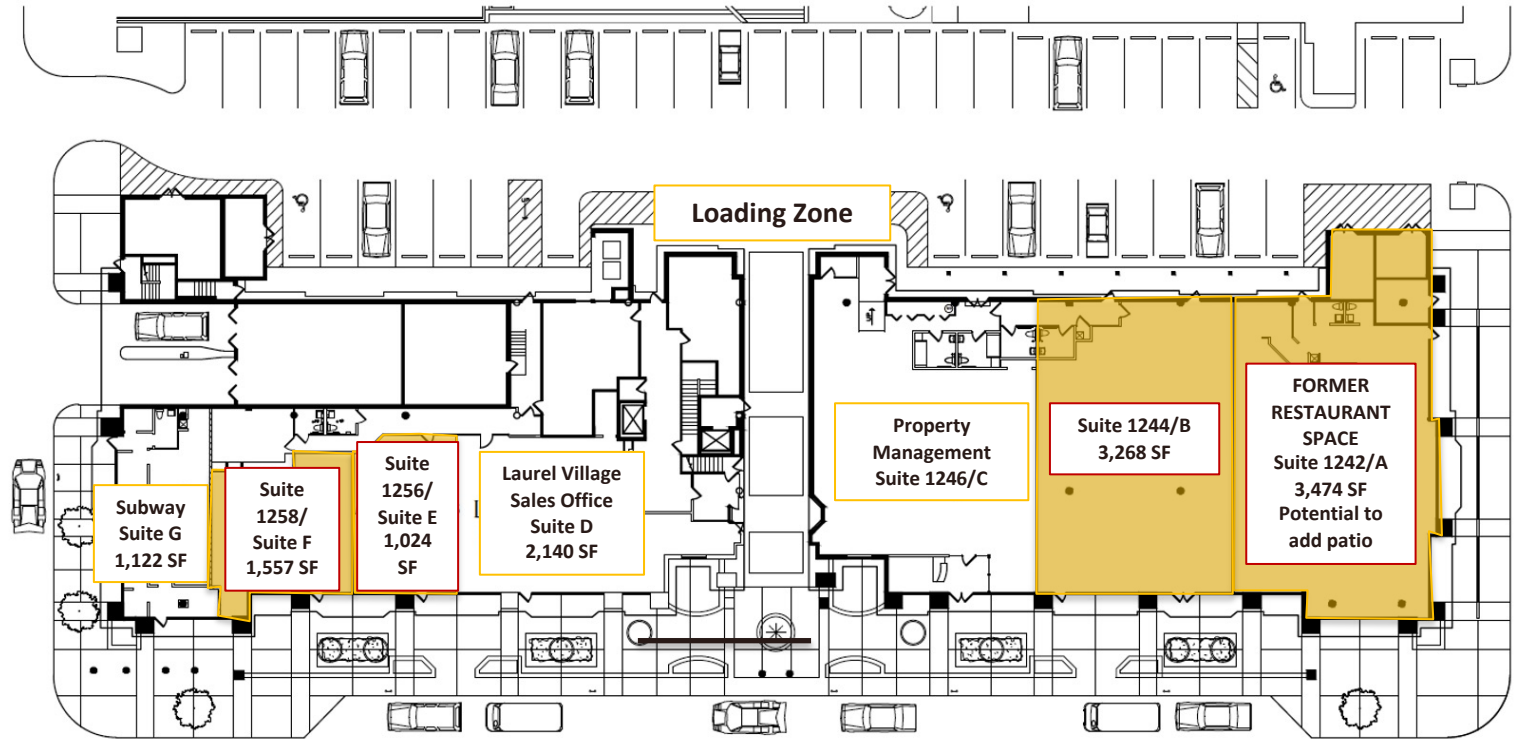 Loading Zone
Subway
Suite G
1,122 SF
Suite
1258/
Suite F
1,557 SF
Suite
1256/
Suite E
1,024
SF
Laurel Village
Sales Office
Suite D
2,140 SF
Property
Management
Suite 1246/C
Suite 1244/B
3,268 SF
FORMER
RESTAURANT
SPACE
Suite 1242/A
3,474 SF
Potential to
add patio